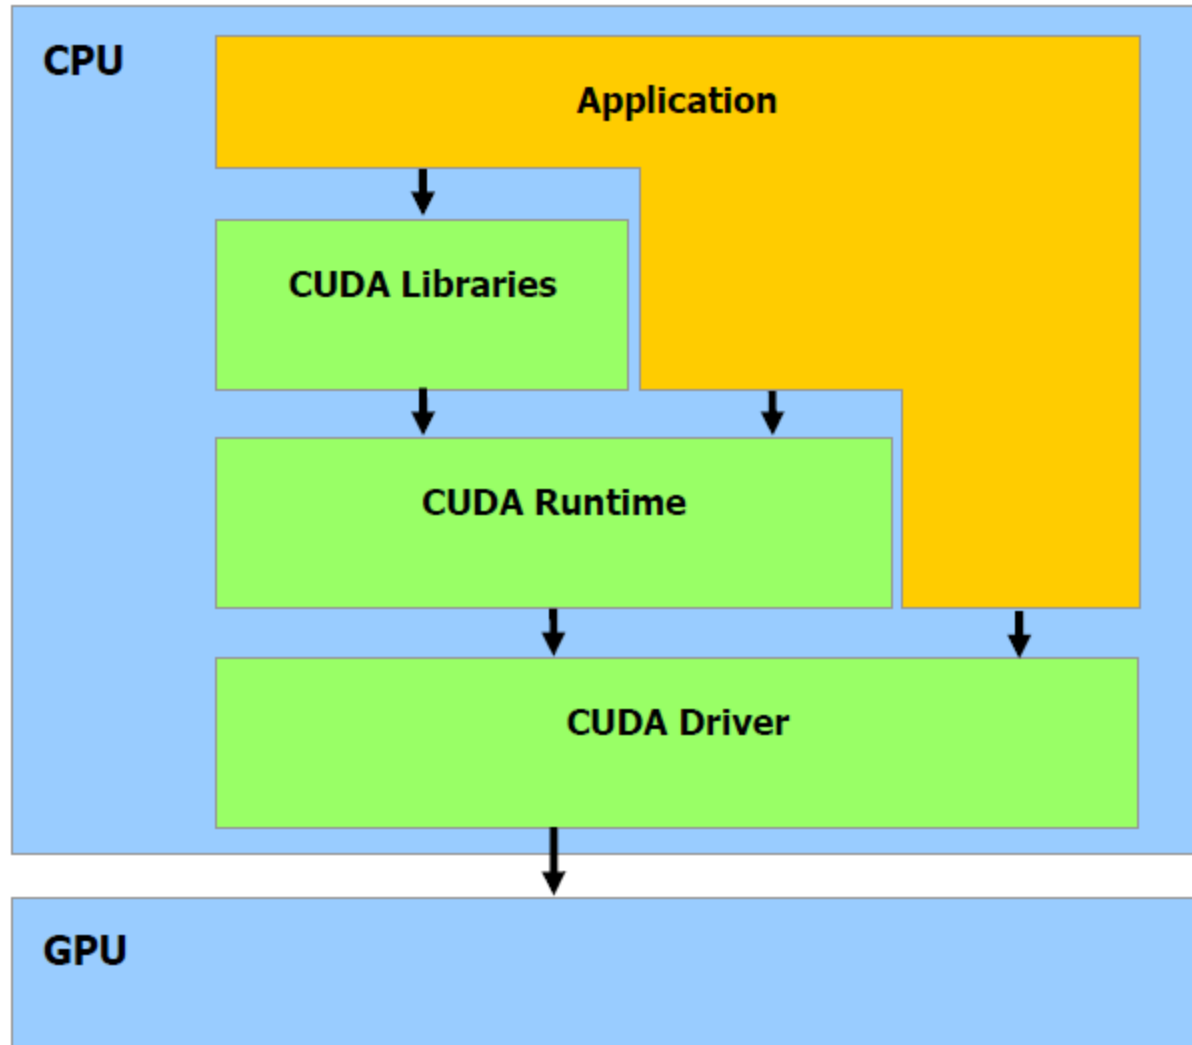 CPU
Application
CUDA Libraries
CUDA Runtime
CUDA Driver
GPU